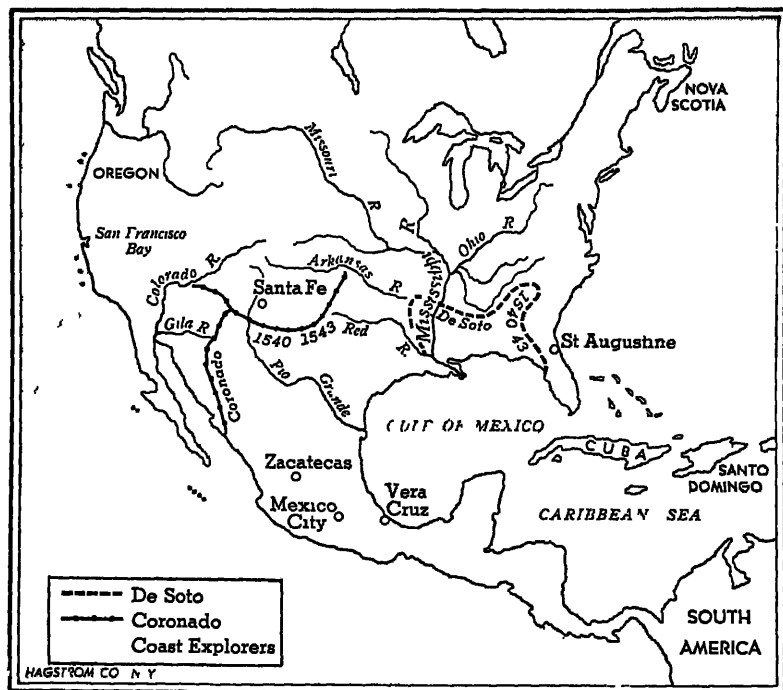 NOVA
SCOTIA
OREGON
San Francisco
Bay
Missouri
R
Mississippi
R
Ohio R
Colorado R
Arkansas
R
Santa Fe
Gila R
1540 1543
Red
R.
De Soto
1540
43
St Augustine
Coronado
Rio
Grande
GULF OF MEXICO
CUBA
SANTO
DOMINGO
Zacatecas
Mexico
City
Vera
Cruz
CARIBBEAN SEA
SOUTH
AMERICA
De Soto
Coronado
Coast Explorers
HAGSTROM CO N Y